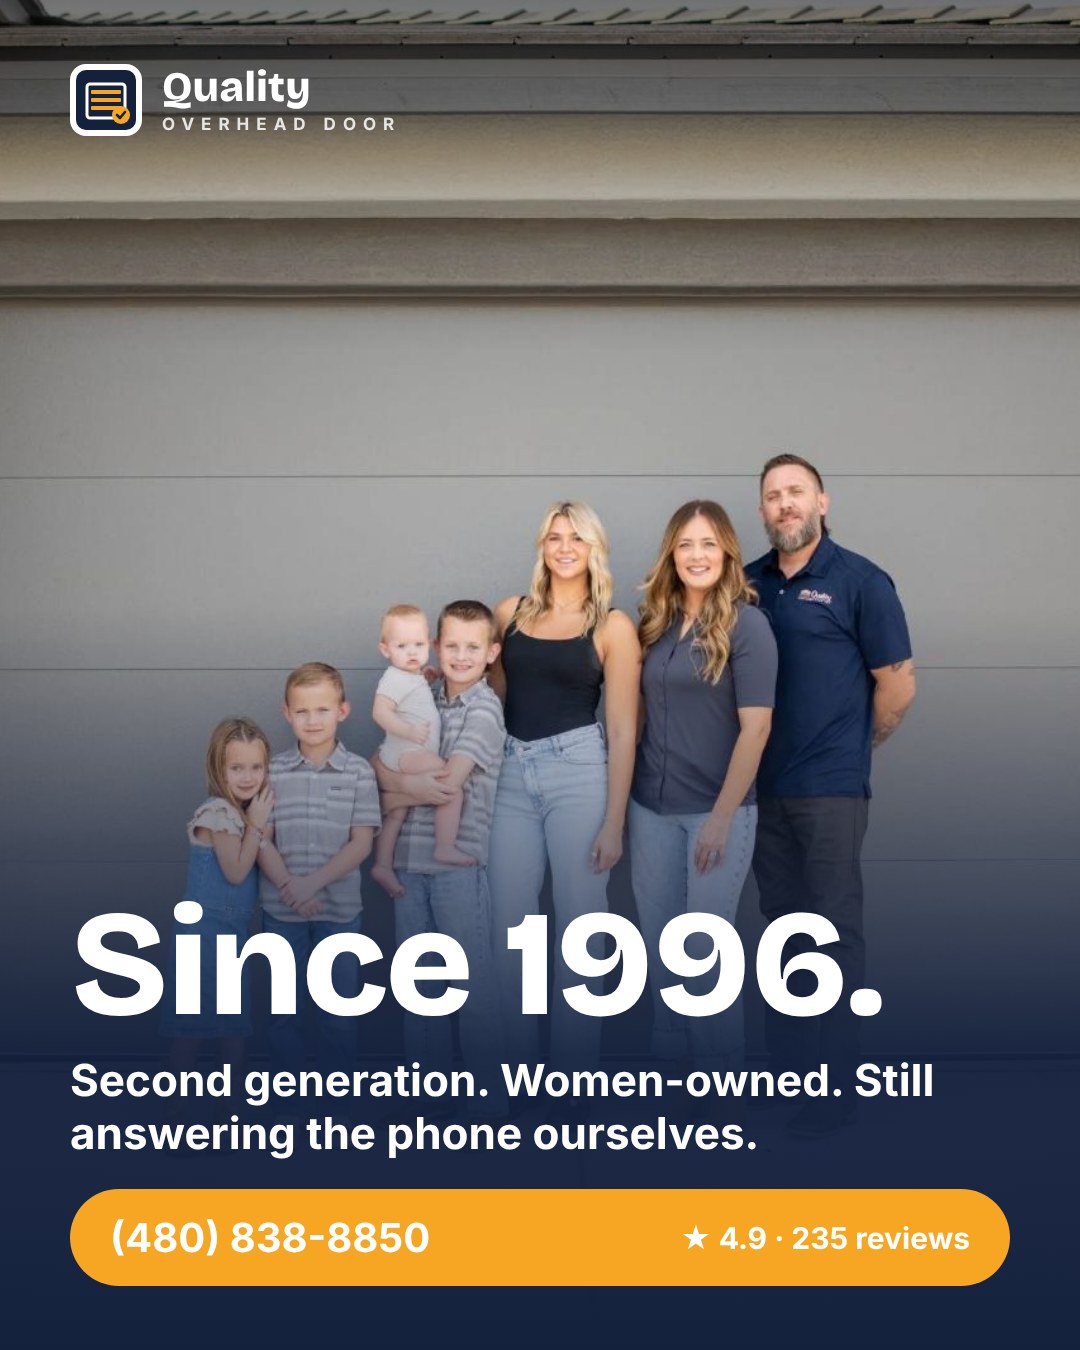 Quality
OVERHEAD DOOR
Quality
Since 1996.
Second generation. Women-owned. Still
answering the phone ourselves.
(480) 838-8850
★ 4.9 · 235 reviews